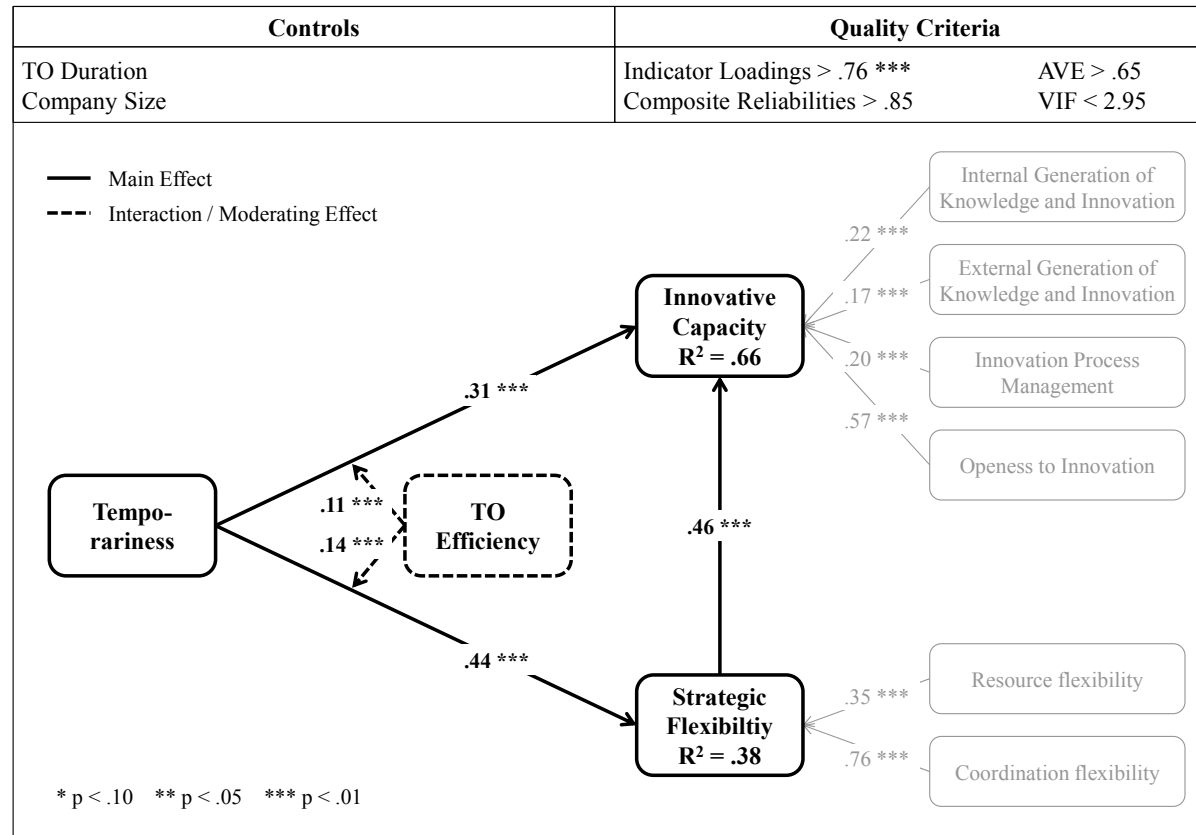 Controls
Quality Criteria
TO Duration
Company Size
Indicator Loadings > .76 ***
AVE > .65
Composite Reliabilities > .85
VIF < 2.95
Main Effect
Interaction / Moderating Effect
Internal Generation of
Knowledge and Innovation
.22 ***
External Generation of
Knowledge and Innovation
.17 ***
Innovative
Capacity
R² = .66
.20 ***
Innovation Process
Management
.57 ***
Openess to Innovation
.31 ***
Tempo-
rariness
.11 ***
.14 ***
TO
Efficiency
.46 ***
.44 ***
Strategic
Flexibiltiy
R² = .38
.35 ***
Resource flexibility
.76 ***
Coordination flexibility
* p < .10 ** p < .05 *** p < .01